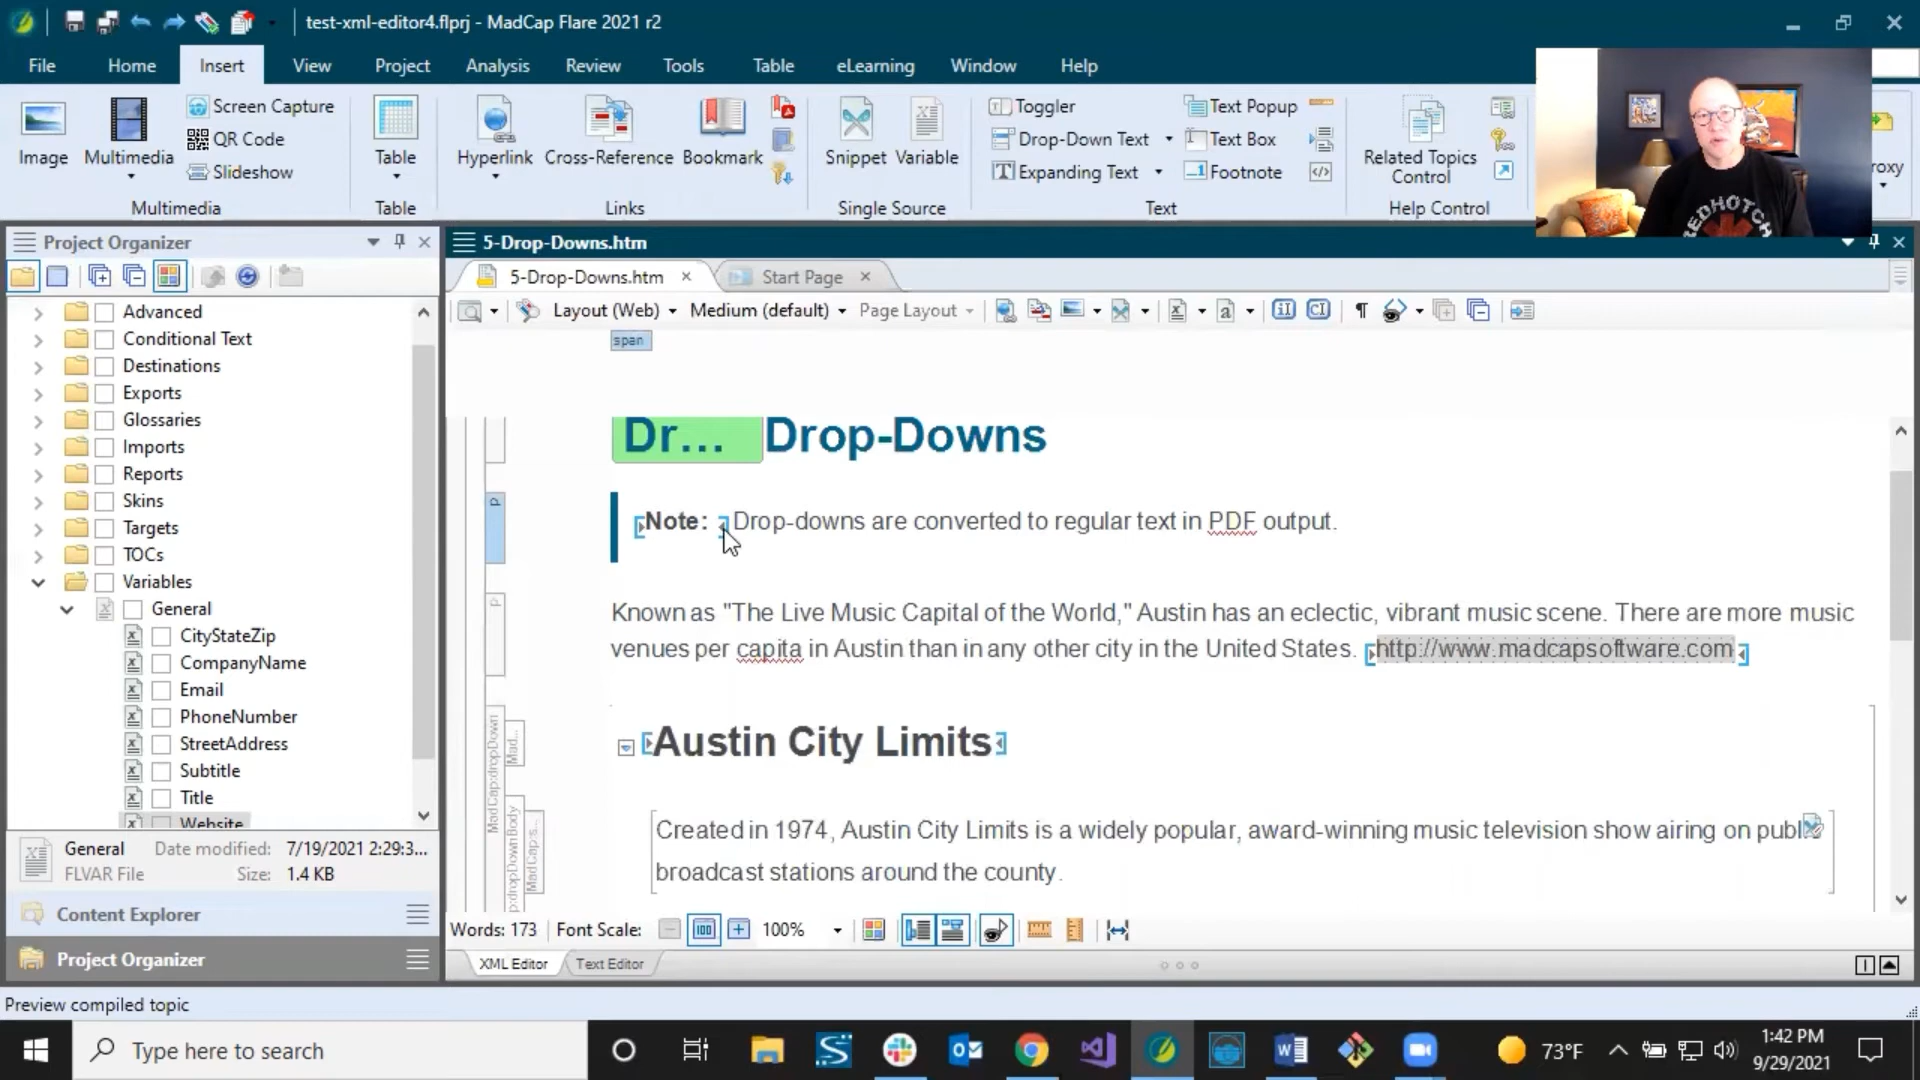 test-xml-editor4.flprj - MadCap Flare 2021 r2
File Home Insert View Project Analysis Review Tools Table eLearning Window Help
Image
Multimedia
Screen Capture
QR Code
Slideshow
Multimedia
Table
Table
Hyperlink
Cross-Reference
Bookmark
Links
Snippet
Variable
Single Source
Toggler
Drop-Down Text
Expanding Text
Text Popup
Text Box
Footnote
Text
Related Topics
Control
Help Control
roxy
REDHOTCH
Project Organizer
Advanced
Conditional Text
Destinations
Exports
Glossaries
Imports
Reports
Skins
Targets
TOCs
Variables
General
CityStateZip
CompanyName
Email
PhoneNumber
StreetAddress
Subtitle
Title
Website
General Date modified: 7/19/2021 2:29:3...
FLVAR File Size: 1.4 KB
Content Explorer
Project Organizer
5-Drop-Downs.htm
5-Drop-Downs.htm Start Page
Layout (Web) Medium (default) Page Layout
span
Dr... Drop-Downs
p
Note: Drop-downs are converted to regular text in PDF output.
p
Known as "The Live Music Capital of the World," Austin has an eclectic, vibrant music scene. There are more music
venues per capita in Austin than in any other city in the United States. http://www.madcapsoftware.com
MadCap:dropDown
Mad...
Austin City Limits
p:dropDownBody
MadCap:s...
Created in 1974, Austin City Limits is a widely popular, award-winning music television show airing on public
broadcast stations around the county.
Words: 173 Font Scale: 100 100%
XML Editor Text Editor
Preview compiled topic
Type here to search
73°F
1:42 PM
9/29/2021